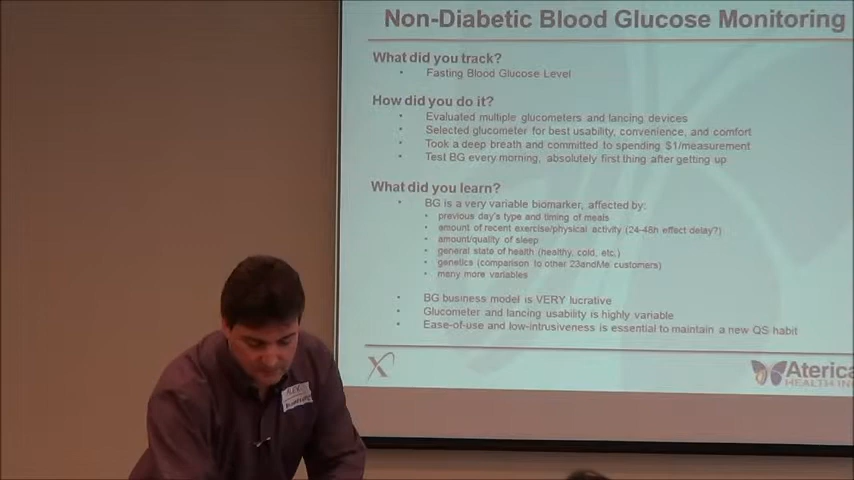 Non-Diabetic Blood Glucose Monitoring
What did you track?
• Fasting Blood Glucose Level
How did you do it?
• Evaluated multiple glucometers and lancing devices
• Selected glucometer for best usability, convenience, and comfort
• Took a deep breath and committed to spending $1/measurement
• Test BG every morning, absolutely first thing after getting up
What did you learn?
• BG is a very variable biomarker, affected by:
• previous day's type and timing of meals
• amount of recent exercise/physical activity (24-48h effect delay?)
• amount/quality of sleep
• general state of health (healthy, cold, etc.)
• genetics (comparison to other 23andMe customers)
• many more variables
• BG business model is VERY lucrative
• Glucometer and lancing usability is highly variable
• Ease-of-use and low-intrusiveness is essential to maintain a new QS habit
Aterica
HEALTH IN
ALEX